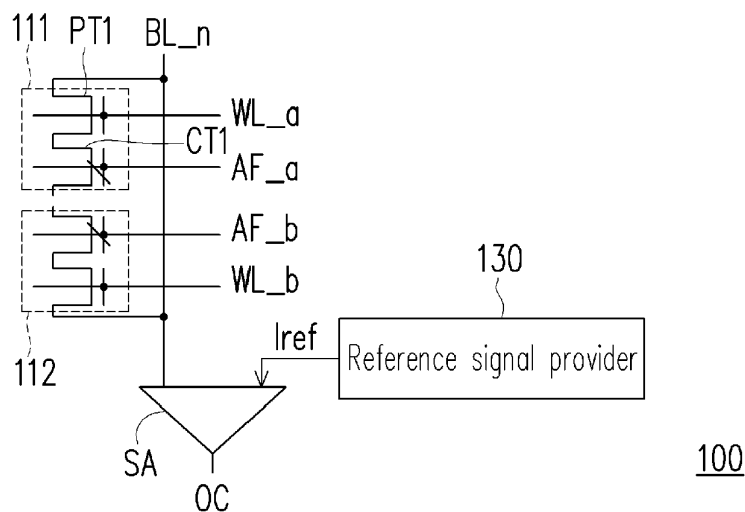 111
PT1
BL_n
WL_a
CT1
AF_a
AF_b
WL_b
112
Iref
130
Reference signal provider
SA
OC
100